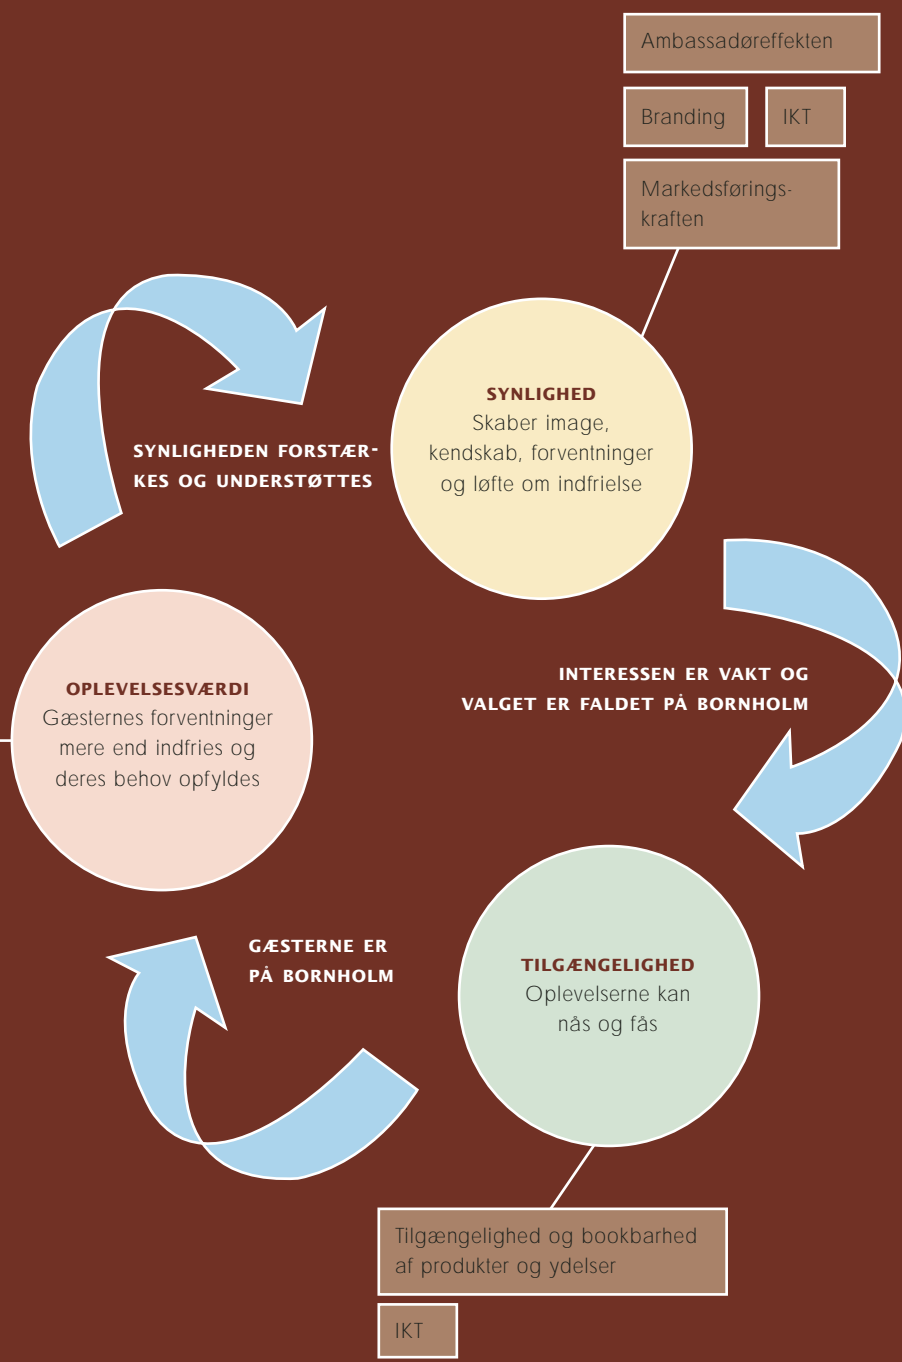 Ambassadøreffekten
Branding
IKT
Markedsførings-
kraften
SYNLIGHED
Skaber image,
kendskab, forventninger
og løfte om indfrielse
SYNLIGHEDEN FORSTÆR-
KES OG UNDERSTØTTES
INTERESSEN ER VAKT OG
VALGET ER FALDET PÅ BORNHOLM
OPLEVELSESVÆRDI
Gæsternes forventninger
mere end indfries og
deres behov opfyldes
GÆSTERNE ER
PÅ BORNHOLM
TILGÆNGELIGHED
Oplevelserne kan
nås og fås
Tilgængelighed og bookbarhed
af produkter og ydelser
IKT